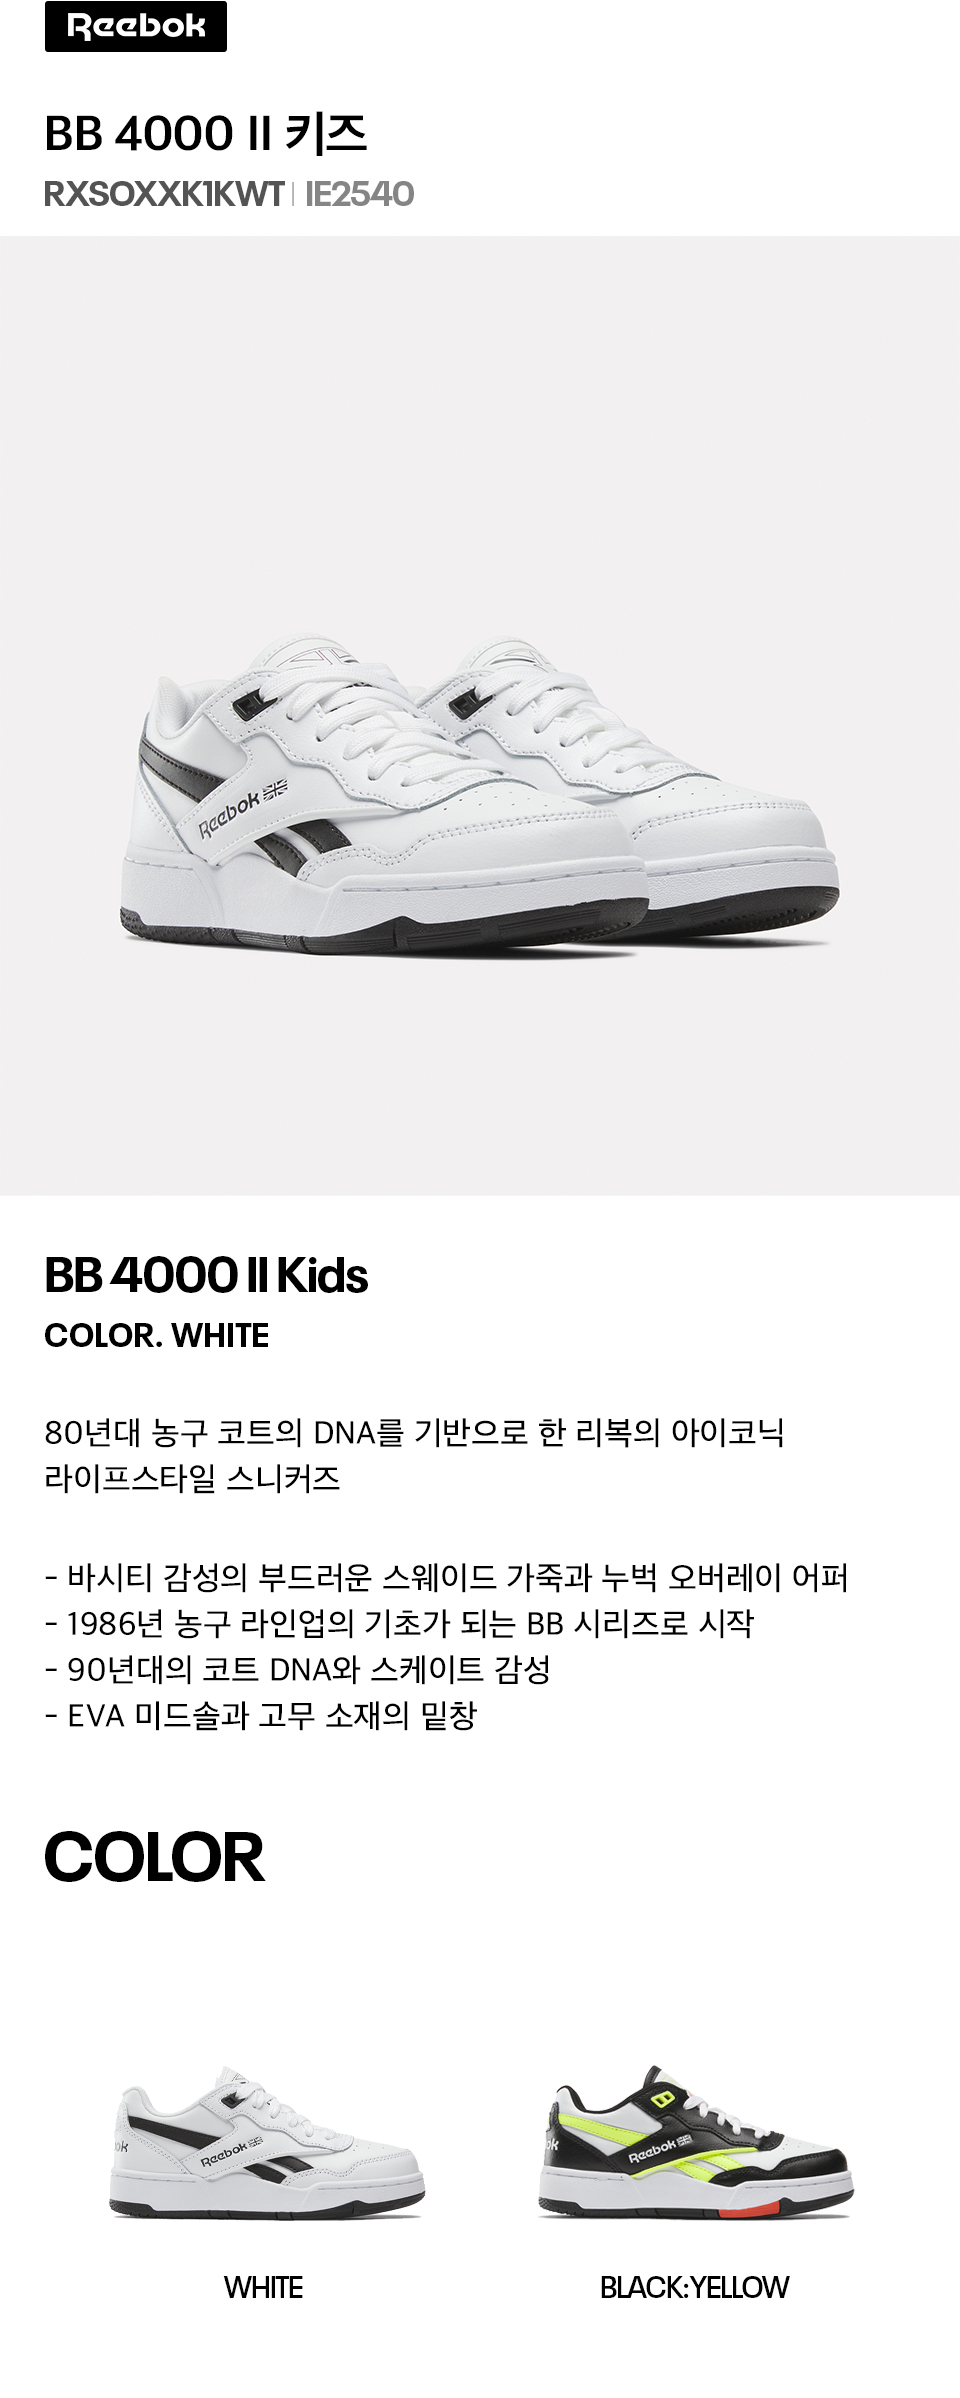 Reebok
BB 4000 II 키즈
RXSOXXK1KWT | IE2540
Reebok
BB 4000 II Kids
COLOR. WHITE
80년대 농구 코트의 DNA를 기반으로 한 리복의 아이코닉
라이프스타일 스니커즈
- 바시티 감성의 부드러운 스웨이드 가죽과 누벅 오버레이 어퍼
- 1986년 농구 라인업의 기초가 되는 BB 시리즈로 시작
- 90년대의 코트 DNA와 스케이트 감성
- EVA 미드솔과 고무 소재의 밑창
COLOR
ok
Reebok
ok
Reebok
WHITE
BLACK:YELLOW